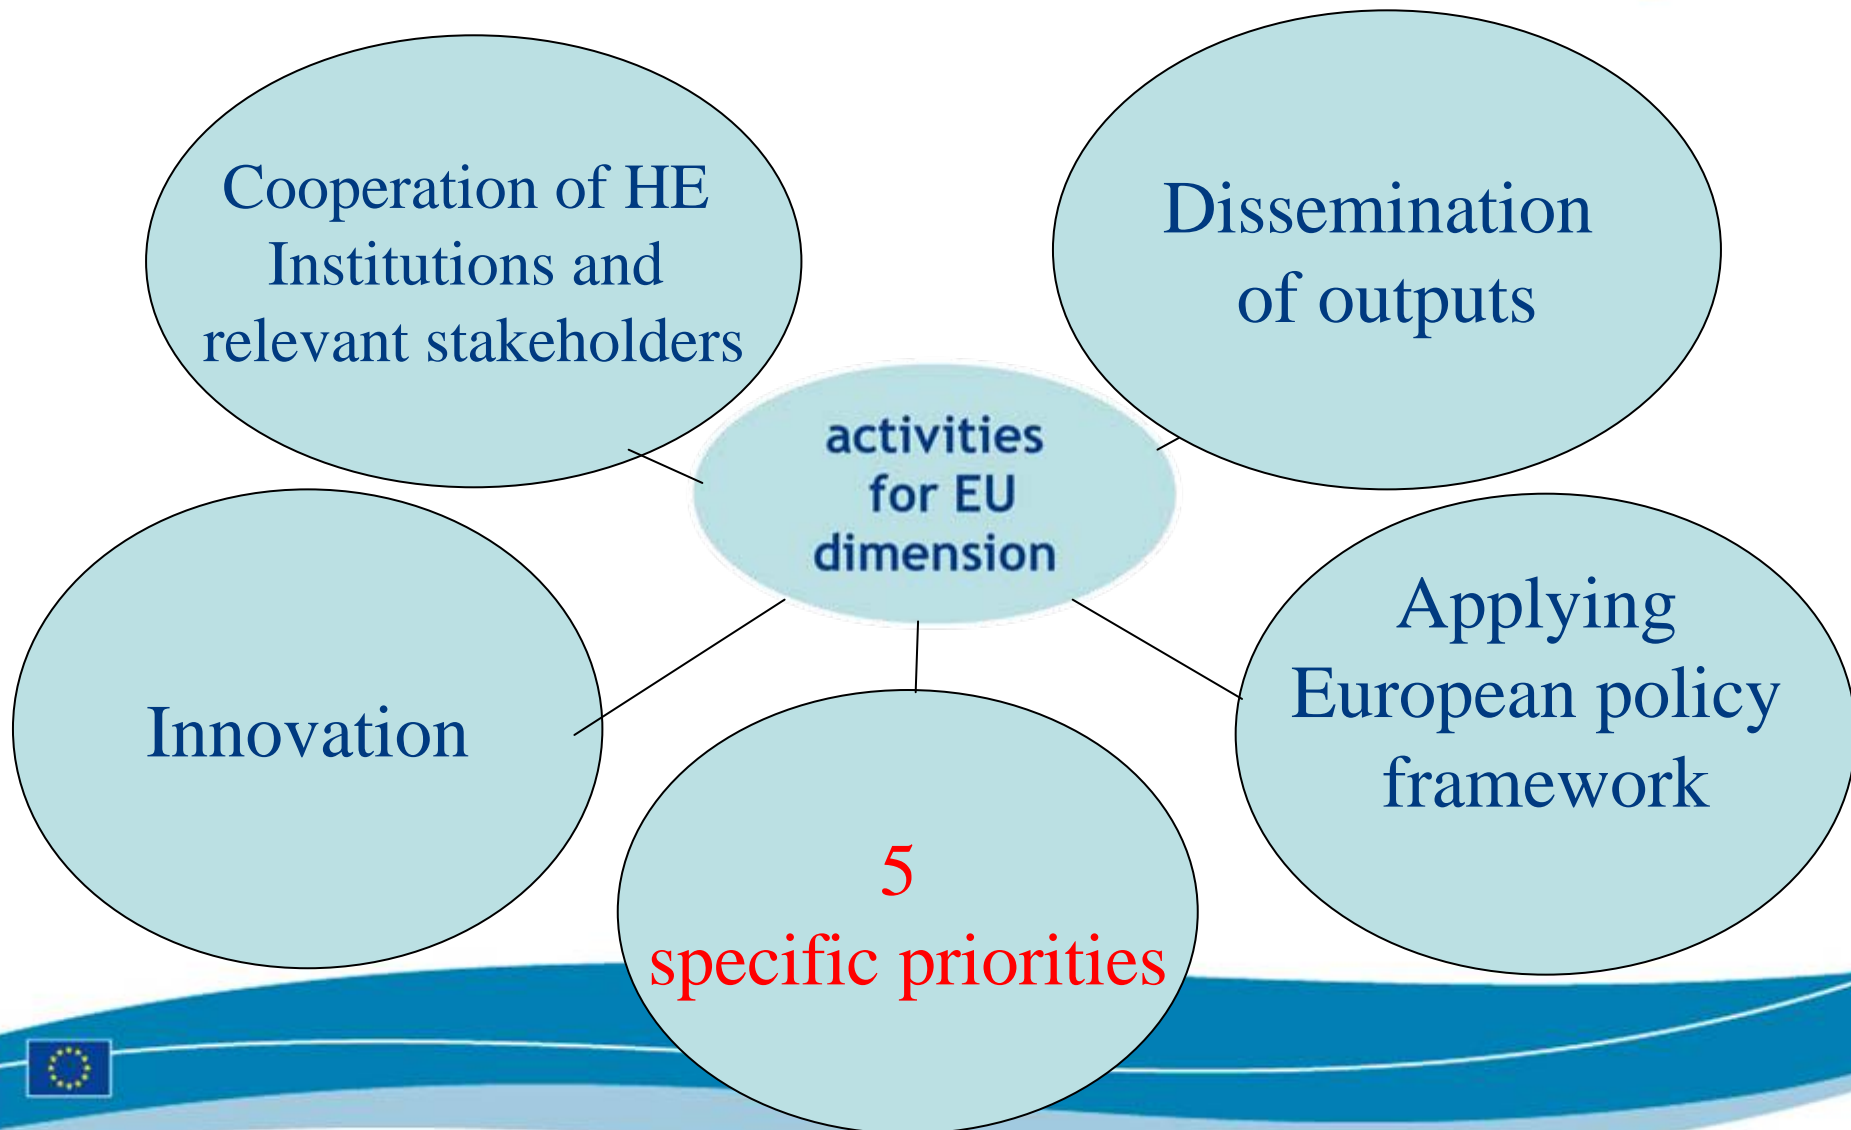 Cooperation of HE
Institutions and
relevant stakeholders
Dissemination
of outputs
activities
for EU
dimension
Innovation
Applying
European policy
framework
5
specific priorities